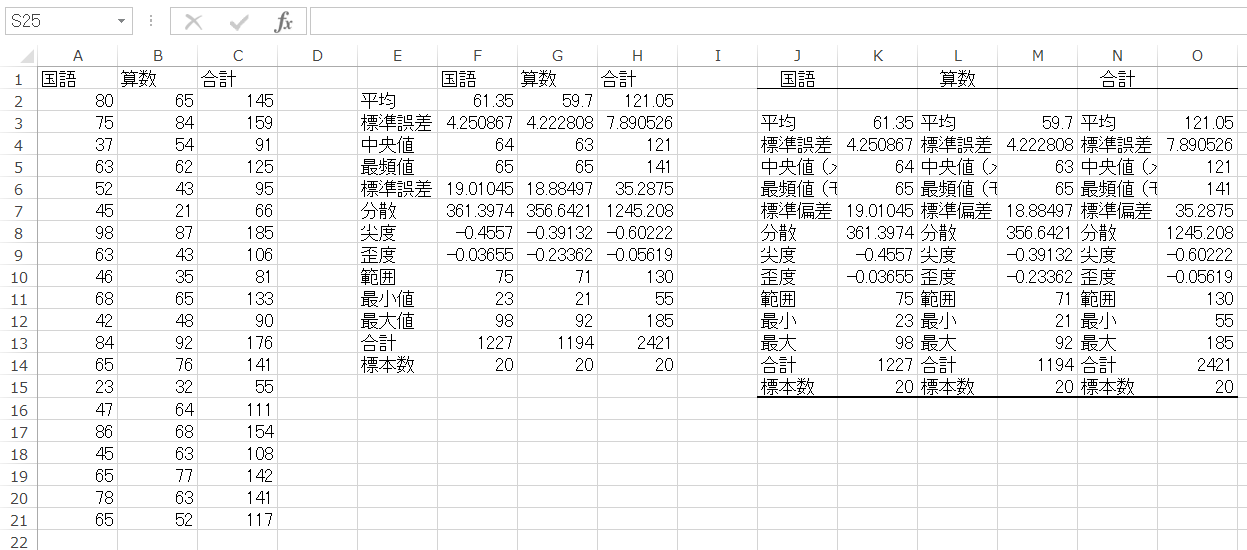 S25 fx
A B C D E F G H I J K L M N O
1 国語 算数 合計 国語 算数 合計 国語 算数 合計
2 80 65 145 平均 61.35 59.7 121.05
3 75 84 159 標準誤差 4.250867 4.222808 7.890526 平均 61.35 平均 59.7 平均 121.05
4 37 54 91 中央値 64 63 121 標準誤差 4.250867 標準誤差 4.222808 標準誤差 7.890526
5 63 62 125 最頻値 65 65 141 中央値（ 64 中央値（ 63 中央値（ 121
6 52 43 95 標準誤差 19.01045 18.88497 35.2875 最頻値（ 65 最頻値（ 65 最頻値（ 141
7 45 21 66 分散 361.3974 356.6421 1245.208 標準偏差 19.01045 標準偏差 18.88497 標準偏差 35.2875
8 98 87 185 尖度 -0.4557 -0.39132 -0.60222 分散 361.3974 分散 356.6421 分散 1245.208
9 63 43 106 歪度 -0.03655 -0.23362 -0.05619 尖度 -0.4557 尖度 -0.39132 尖度 -0.60222
10 46 35 81 範囲 75 71 130 歪度 -0.03655 歪度 -0.23362 歪度 -0.05619
11 68 65 133 最小値 23 21 55 範囲 75 範囲 71 範囲 130
12 42 48 90 最大値 98 92 185 最小 23 最小 21 最小 55
13 84 92 176 合計 1227 1194 2421 最大 98 最大 92 最大 185
14 65 76 141 標本数 20 20 20 合計 1227 合計 1194 合計 2421
15 23 32 55 標本数 20 標本数 20 標本数 20
16 47 64 111
17 86 68 154
18 45 63 108
19 65 77 142
20 78 63 141
21 65 52 117
22